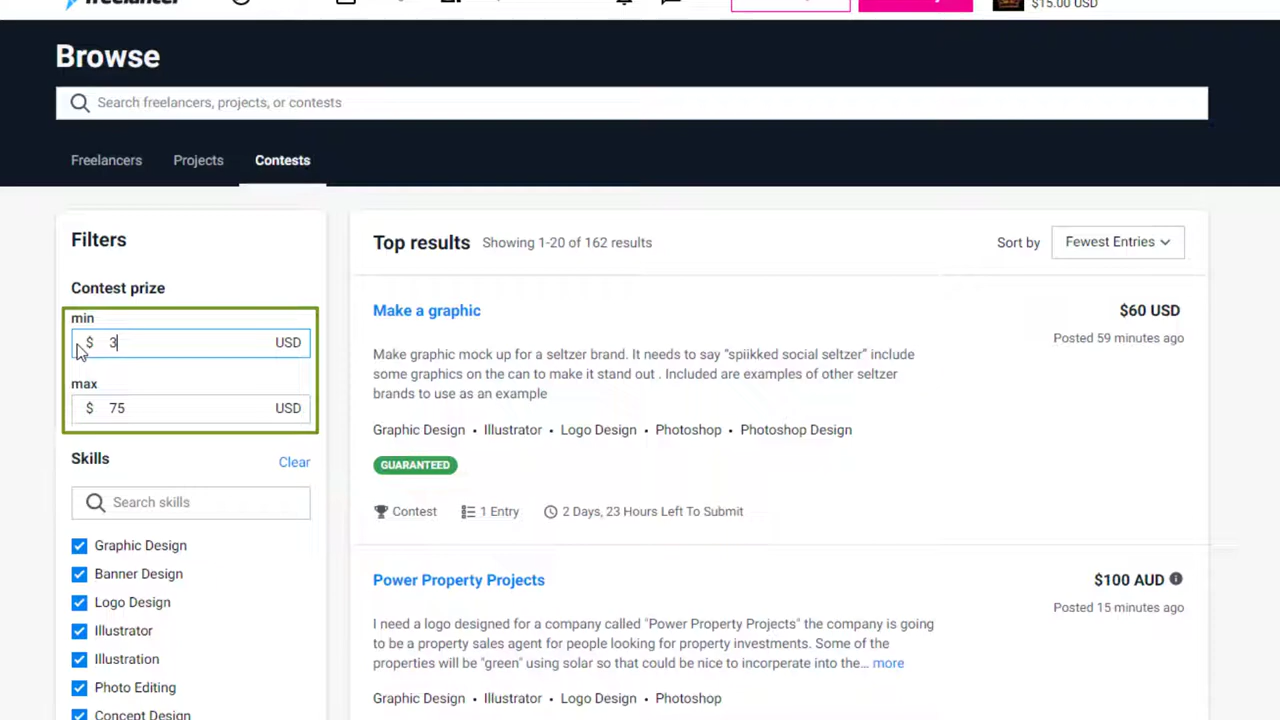 freelancer
$15.00 USD
Browse
Search freelancers, projects, or contests
Freelancers Projects Contests
Filters
Contest prize
min
$ 3 USD
max
$ 75 USD
Skills Clear
Search skills
Graphic Design
Banner Design
Logo Design
Illustrator
Illustration
Photo Editing
Concept Design
Top results Showing 1-20 of 162 results Sort by Fewest Entries
Make a graphic $60 USD
Posted 59 minutes ago
Make graphic mock up for a seltzer brand. It needs to say “spiikked social seltzer” include
some graphics on the can to make it stand out . Included are examples of other seltzer
brands to use as an example
Graphic Design • Illustrator • Logo Design • Photoshop • Photoshop Design
GUARANTEED
Contest 1 Entry 2 Days, 23 Hours Left To Submit
Power Property Projects $100 AUD
Posted 15 minutes ago
I need a logo designed for a company called "Power Property Projects" the company is going
to be a property sales agent for people looking for property investments. Some of the
properties will be "green" using solar so that could be nice to incorperate into the... more
Graphic Design • Illustrator • Logo Design • Photoshop